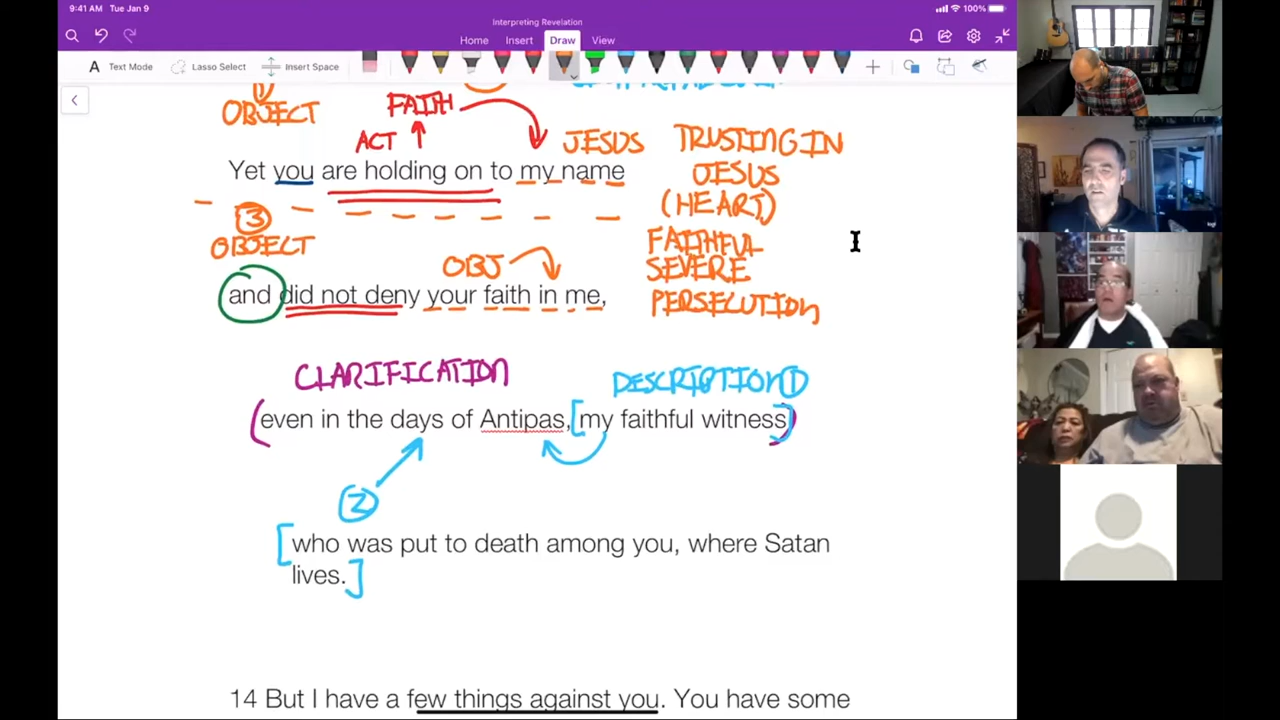 9:41 AM Tue Jan 9
100%
Interpreting Revelation
Home Insert Draw View
A Text Mode Lasso Select Insert Space
①
OBJECT
FAITH
ACT
JESUS
TRUSTING IN
JESUS
(HEART)
Yet you are holding on to my name
③
OBJECT
FAITHFUL
SEVERE
PERSECUTION
OBJ
and did not deny your faith in me,
CLARIFICATION
DESCRIPTION ①
(even in the days of Antipas, [my faithful witness])
②
[who was put to death among you, where Satan
lives.]
14 But I have a few things against you. You have some